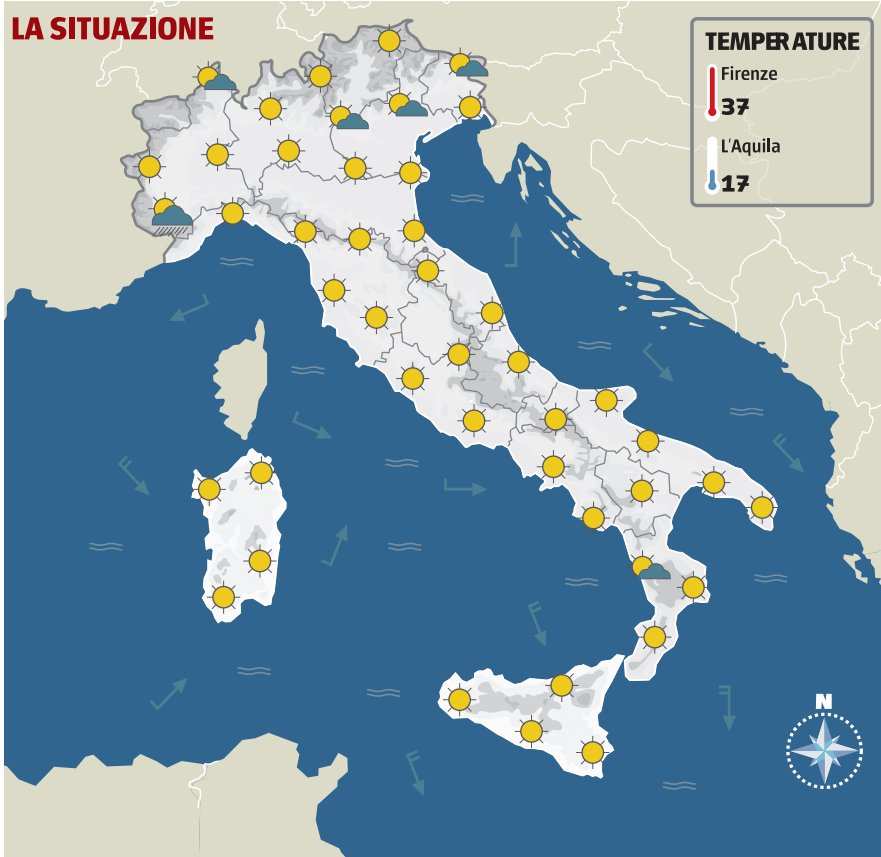 LA SITUAZIONE
TEMPERATURE
Firenze
37
L'Aquila
17
N